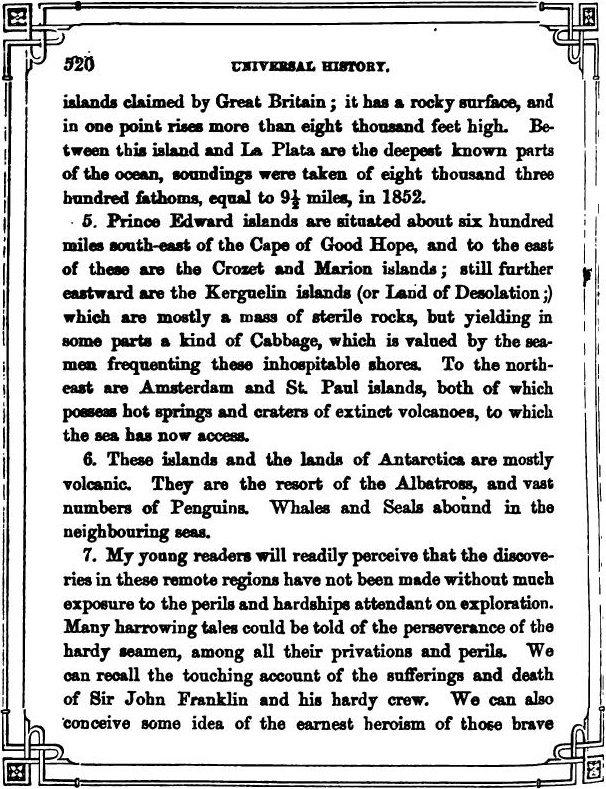 520
UNIVERSAL HISTORY.
islands claimed by Great Britain; it has a rocky surface, and
in one point rises more than eight thousand feet high. Be-
tween this island and La Plata are the deepest known parts
of the ocean, soundings were taken of eight thousand three
hundred fathoms, equal to 9½ miles, in 1852.
5. Prince Edward islands are situated about six hundred
miles south-east of the Cape of Good Hope, and to the east
of these are the Crozet and Marion islands; still further
eastward are the Kerguelin islands (or Land of Desolation;)
which are mostly a mass of sterile rocks, but yielding in
some parts a kind of Cabbage, which is valued by the sea-
men frequenting these inhospitable shores. To the north-
east are Amsterdam and St. Paul islands, both of which
possess hot springs and craters of extinct volcanoes, to which
the sea has now access.
6. These islands and the lands of Antarctica are mostly
volcanic. They are the resort of the Albatross, and vast
numbers of Penguins. Whales and Seals abound in the
neighbouring seas.
7. My young readers will readily perceive that the discove-
ries in these remote regions have not been made without much
exposure to the perils and hardships attendant on exploration.
Many harrowing tales could be told of the perseverance of the
hardy seamen, among all their privations and perils. We
can recall the touching account of the sufferings and death
of Sir John Franklin and his hardy crew. We can also
conceive some idea of the earnest heroism of those brave